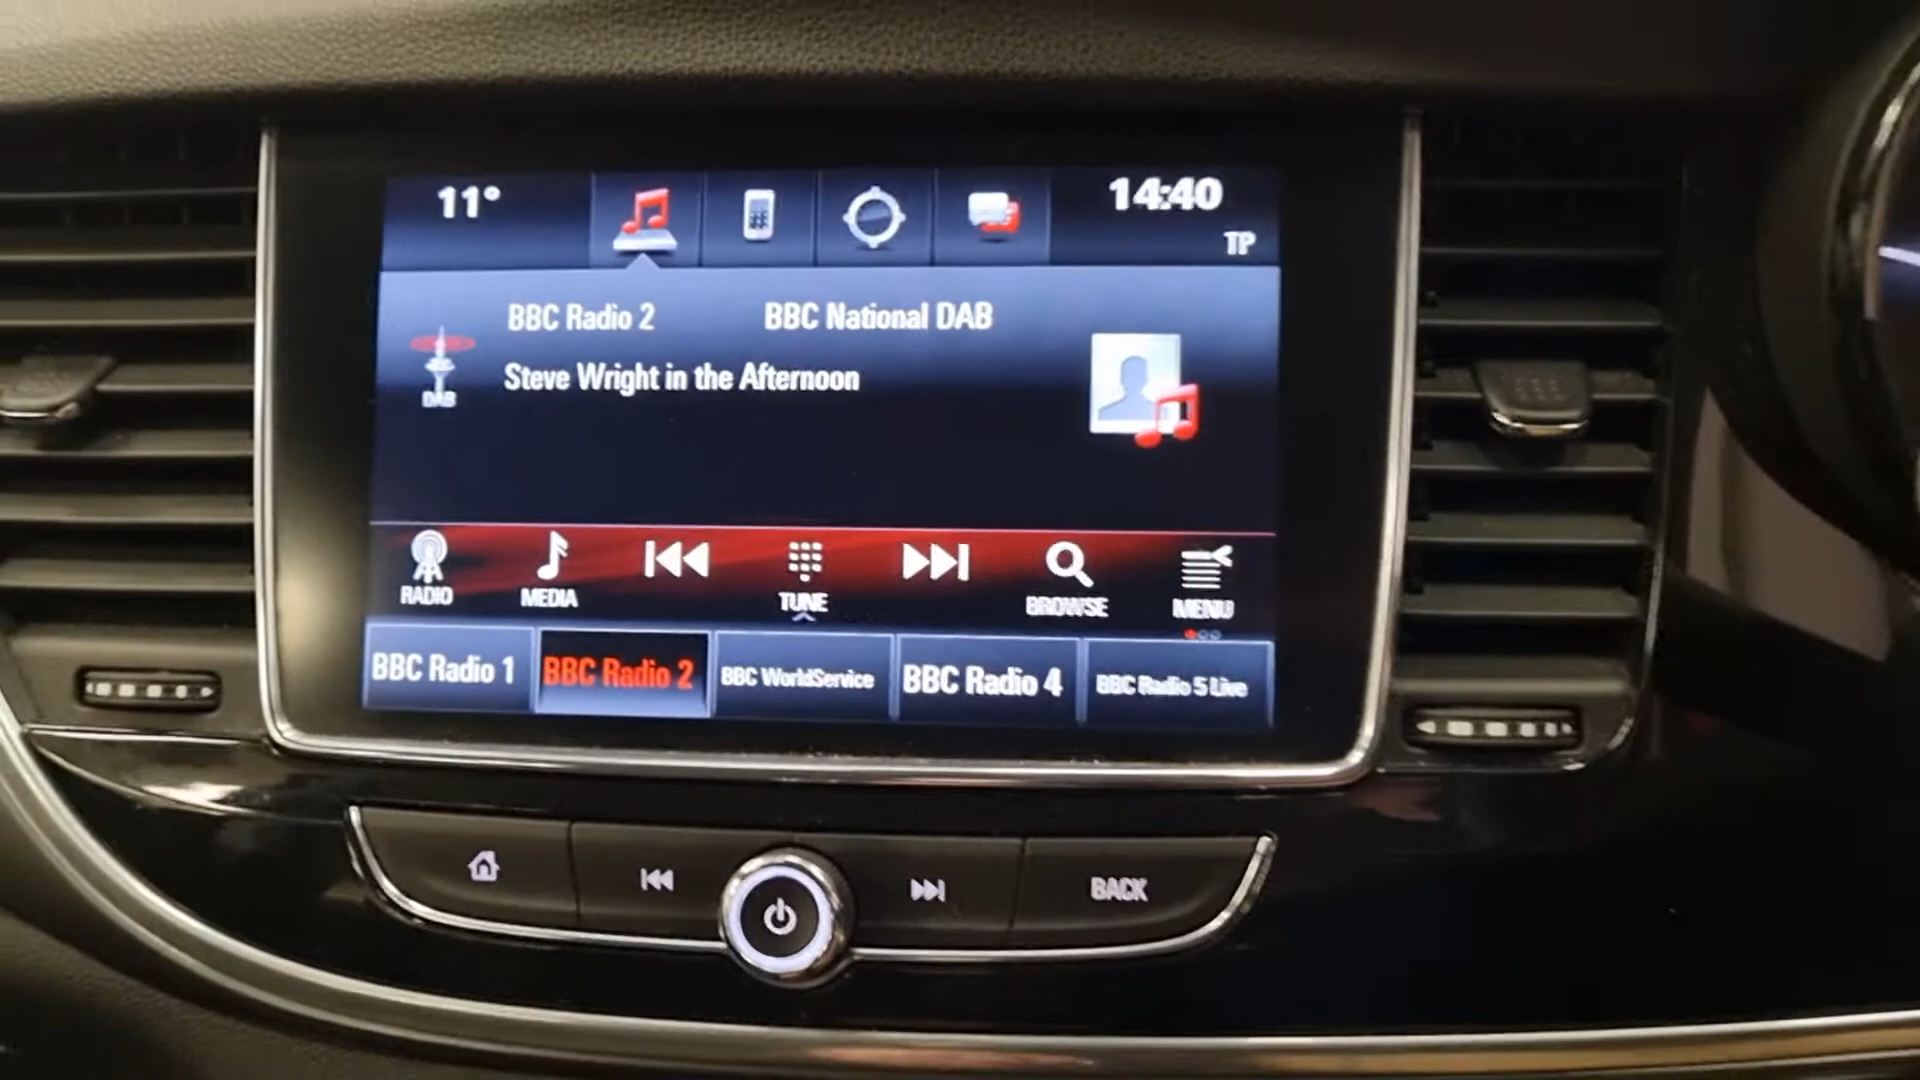 11°
14:40
TP
BBC Radio 2
BBC National DAB
Steve Wright in the Afternoon
DAB
RADIO
MEDIA
TUNE
BROWSE
MENU
BBC Radio 1
BBC Radio 2
BBC WorldService
BBC Radio 4
BBC Radio 5 Live
BACK